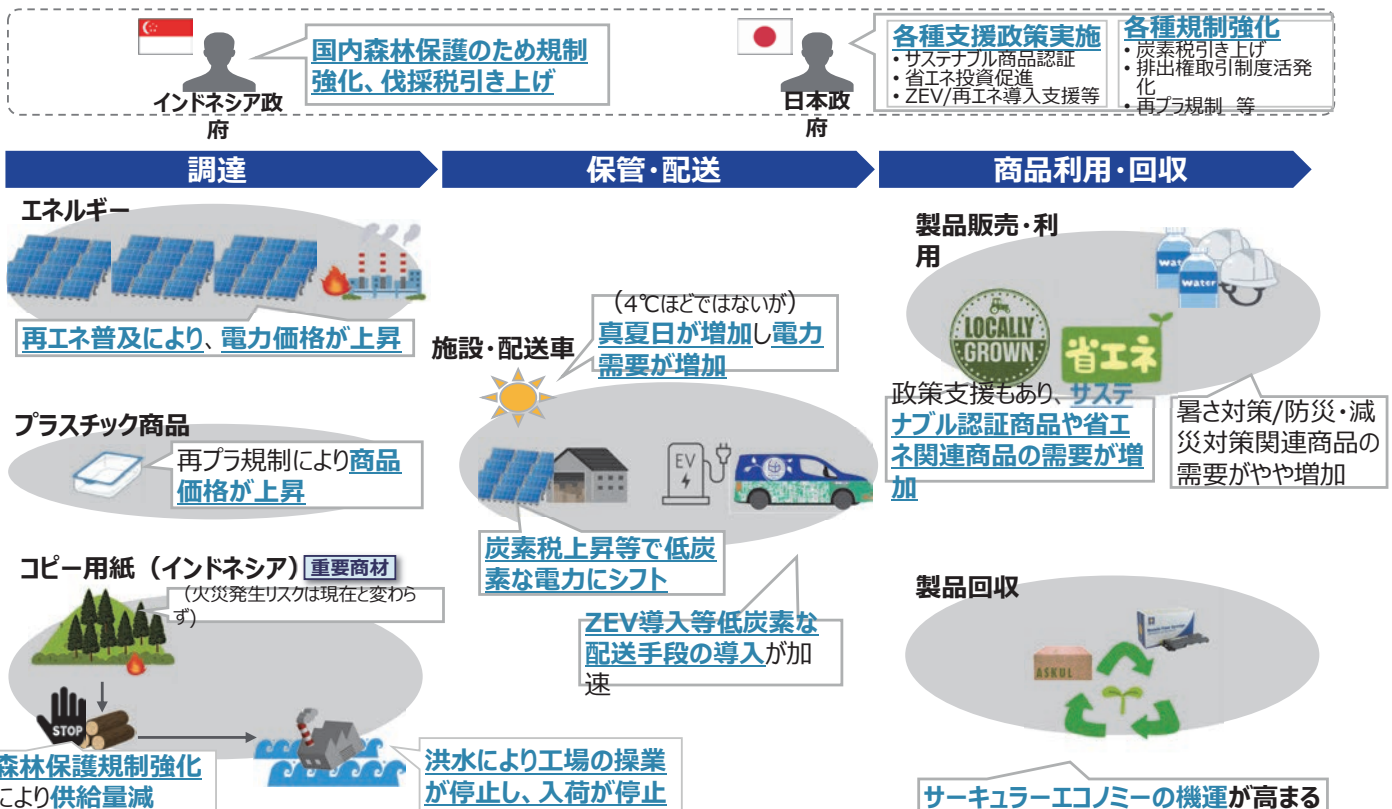 国内森林保護のため規制
強化、伐採税引き上げ
インドネシア政
府
各種支援政策実施
• サステナブル商品認証
• 省エネ投資促進
• ZEV/再エネ導入支援等
各種規制強化
• 炭素税引き上げ
• 排出権取引制度活発
化
• 再プラ規制 等
日本政
府
調達
保管・配送
商品利用・回収
エネルギー
再エネ普及により、電力価格が上昇
プラスチック商品
再プラ規制により商品
価格が上昇
コピー用紙（インドネシア）
重要商材
（火災発生リスクは現在と変わら
ず)
STOP
森林保護規制強化
により供給量減
洪水により工場の操業
が停止し、入荷が停止
施設・配送車
（4℃ほどではないが）
真夏日が増加し電力
需要が増加
EV
炭素税上昇等で低炭
素な電力にシフト
ZEV導入等低炭素な
配送手段の導入が加
速
製品販売・利
用
water
water
LOCALLY
GROWN
省エネ
政策支援もあり、サステ
ナブル認証商品や省エ
ネ関連商品の需要が増
加
暑さ対策/防災・減
災対策関連商品の
需要がやや増加
製品回収
ASKUL
サーキュラーエコノミーの機運が高まる